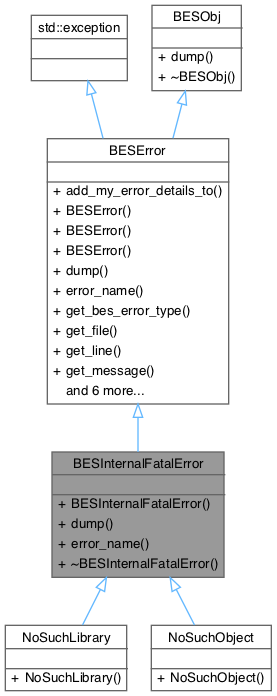 std::exception
BESObj
+ dump()
+ ~BESObj()
BESError
+ add_my_error_details_to()
+ BESError()
+ BESError()
+ BESError()
+ dump()
+ error_name()
+ get_bes_error_type()
+ get_file()
+ get_line()
+ get_message()
and 6 more...
BESInternalFatalError
+ BESInternalFatalError()
+ dump()
+ error_name()
+ ~BESInternalFatalError()
NoSuchLibrary
+ NoSuchLibrary()
NoSuchObject
+ NoSuchObject()